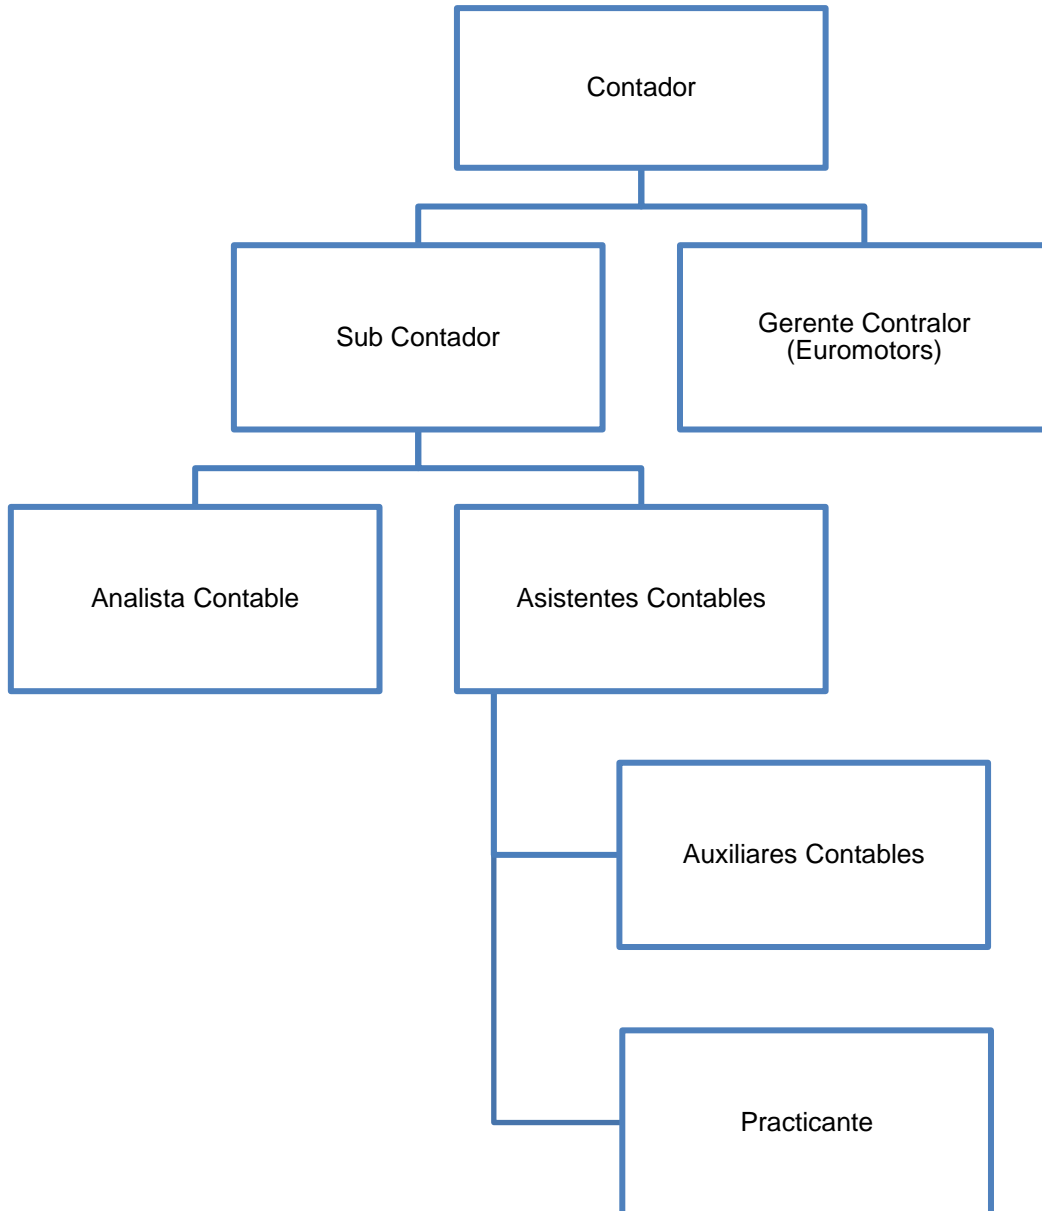 Contador
Sub Contador
Gerente Contralor
(Euromotors)
Analista Contable
Asistentes Contables
Auxiliares Contables
Practicante